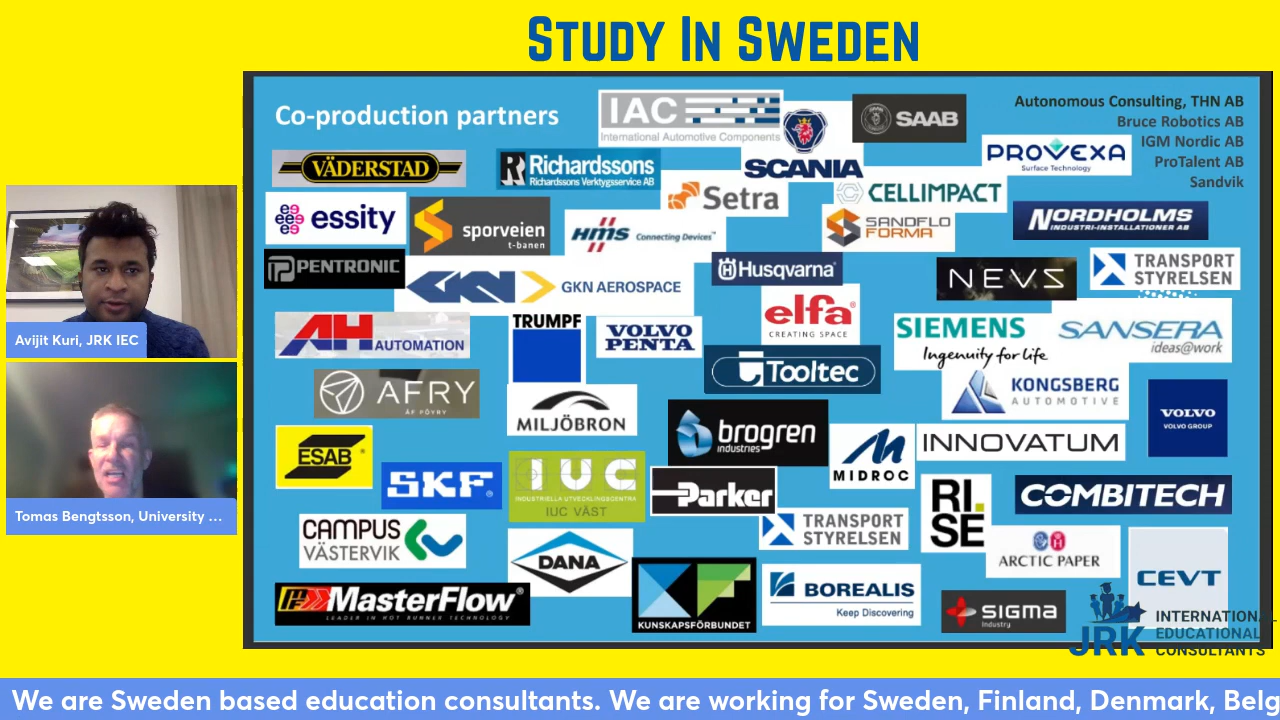 STUDY IN SWEDEN
Co-production partners
IAC
International Automotive Components
SCANIA
SAAB
Autonomous Consulting, THN AB
Bruce Robotics AB
IGM Nordic AB
ProTalent AB
Sandvik
VÄDERSTAD
Richardssons
Richardssons Verktygsservice AB
PROVEXA
Surface Technology
essity
sporveien
t-banen
Setra
CELLIMPACT
HMS
Connecting Devices™
SANDFLO
FORMA
NORDHOLMS
INDUSTRI-INSTALLATIONER AB
PENTRONIC
GKN AEROSPACE
Husqvarna®
NEVS
TRANSPORT
STYRELSEN
AH
AUTOMATION
TRUMPF
VOLVO
PENTA
elfa®
CREATING SPACE
SIEMENS
Ingenuity for life
SANSERA
ideas@work
Avijit Kuri, JRK IEC
AFRY
ÅF PÖYRY
MILJÖBRON
Tooltec
KONGSBERG
AUTOMOTIVE
VOLVO
VOLVO GROUP
ESAB®
SKF®
IUC
INDUSTRIELLA UTVECKLINGSCENTRA
IUC VÄST
brogren
industries
MIDROC
INNOVATUM
Parker
RI.
SE
COMBITECH
Tomas Bengtsson, University ...
CAMPUS
VÄSTERVIK
DANA
TRANSPORT
STYRELSEN
ARCTIC PAPER
CEVT
MasterFlow®
LEADER IN HOT RUNNER TECHNOLOGY
KUNSKAPSFÖRBUNDET
BOREALIS
Keep Discovering
SIGMA
Industry
JRK
INTERNATIONAL
EDUCATIONAL
CONSULTANTS
We are Sweden based education consultants. We are working for Sweden, Finland, Denmark, Belg